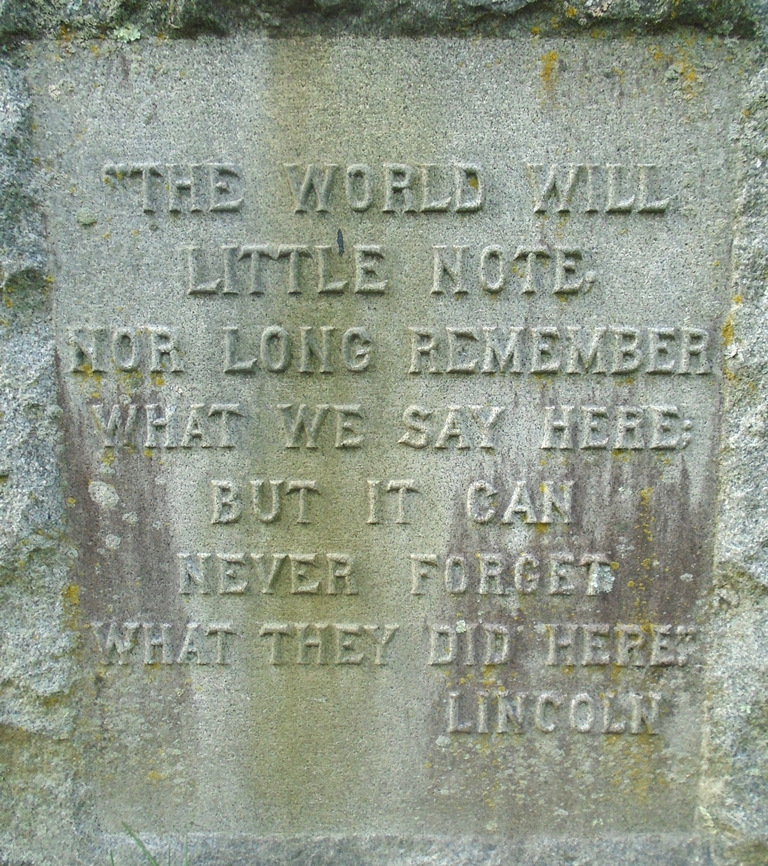 "THE WORLD WILL
LITTLE NOTE,
NOR LONG REMEMBER
WHAT WE SAY HERE;
BUT IT CAN
NEVER FORGET
WHAT THEY DID HERE."
LINCOLN